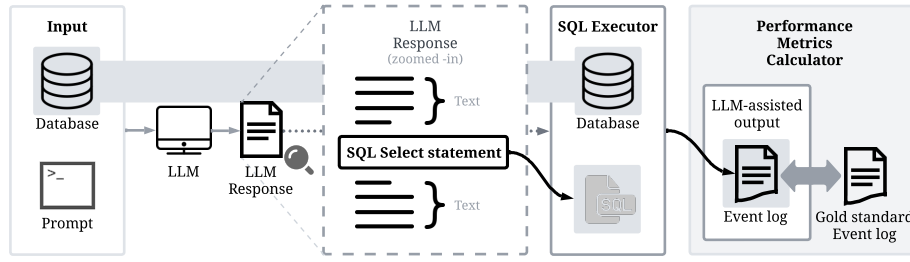 Input
Database
>_
Prompt
LLM
LLM
Response
LLM
Response
(zoomed -in)
Text
SQL Select statement
Text
SQL Executor
Database
SQL
Performance
Metrics
Calculator
LLM-assisted
output
Event log
Gold standard
Event log